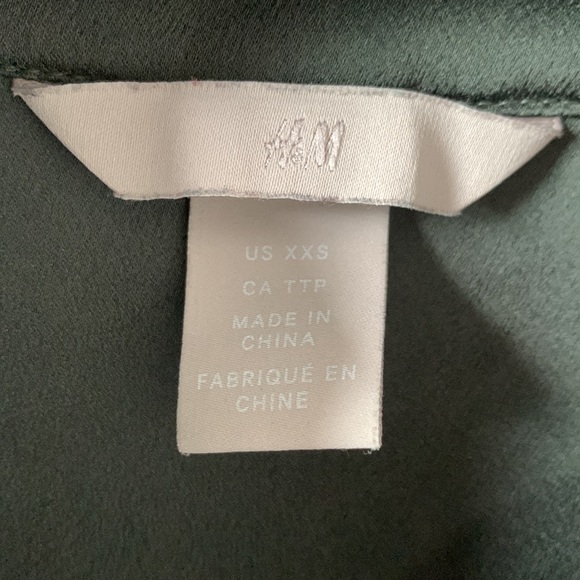 H&M
US XXS
CA TTP
MADE IN
CHINA
FABRIQUÉ EN
CHINE